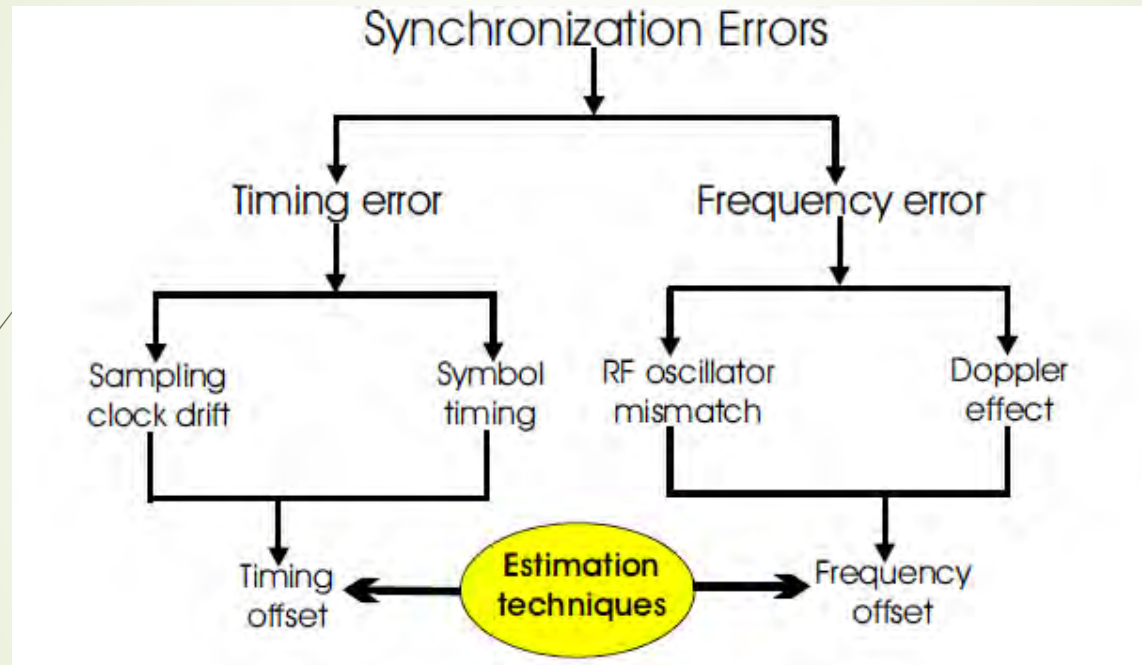 Synchronization Errors
Timing error
Frequency error
Sampling
clock drift
Symbol
timing
RF oscillator
mismatch
Doppler
effect
Timing
offset
Estimation
techniques
Frequency
offset